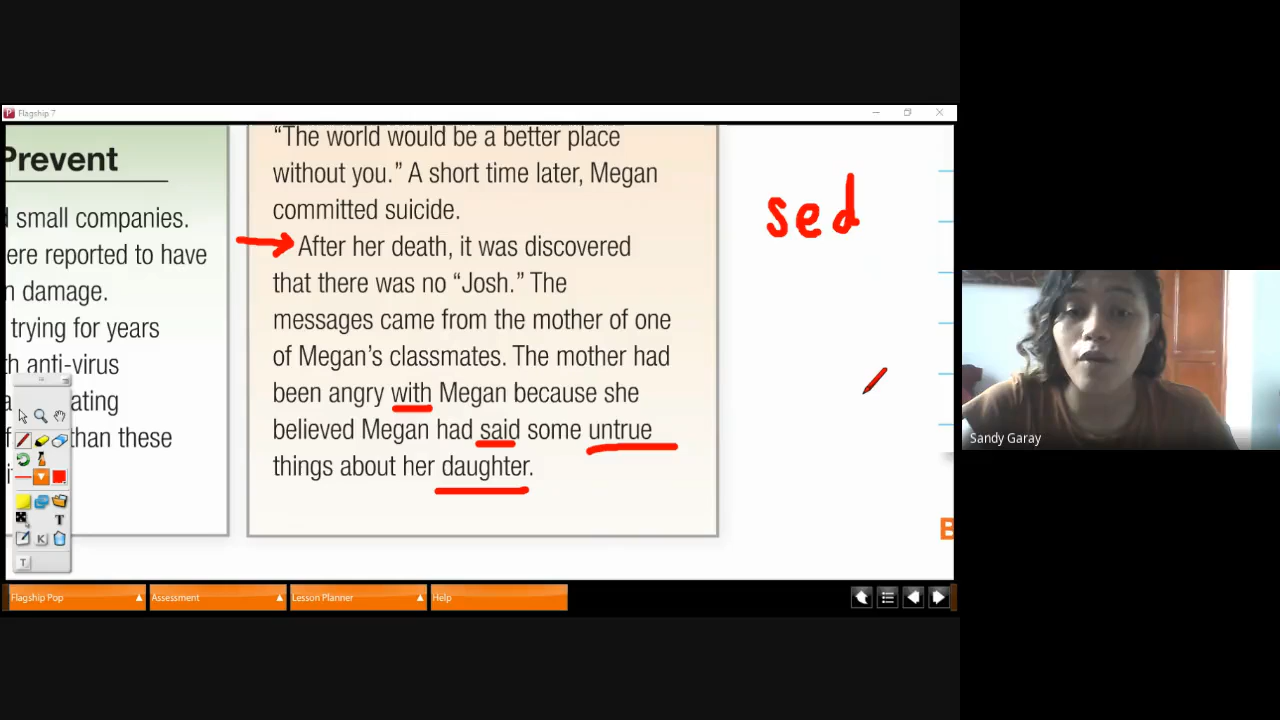 Flagship 7
Prevent
small companies.
ere reported to have
n damage.
trying for years
th anti-virus
ating
than these
"The world would be a better place
without you." A short time later, Megan
committed suicide.
After her death, it was discovered
that there was no "Josh." The
messages came from the mother of one
of Megan's classmates. The mother had
been angry with Megan because she
believed Megan had said some untrue
things about her daughter.
sed
Sandy Garay
B
T
K
T
Flagship Pop
Assessment
Lesson Planner
Help